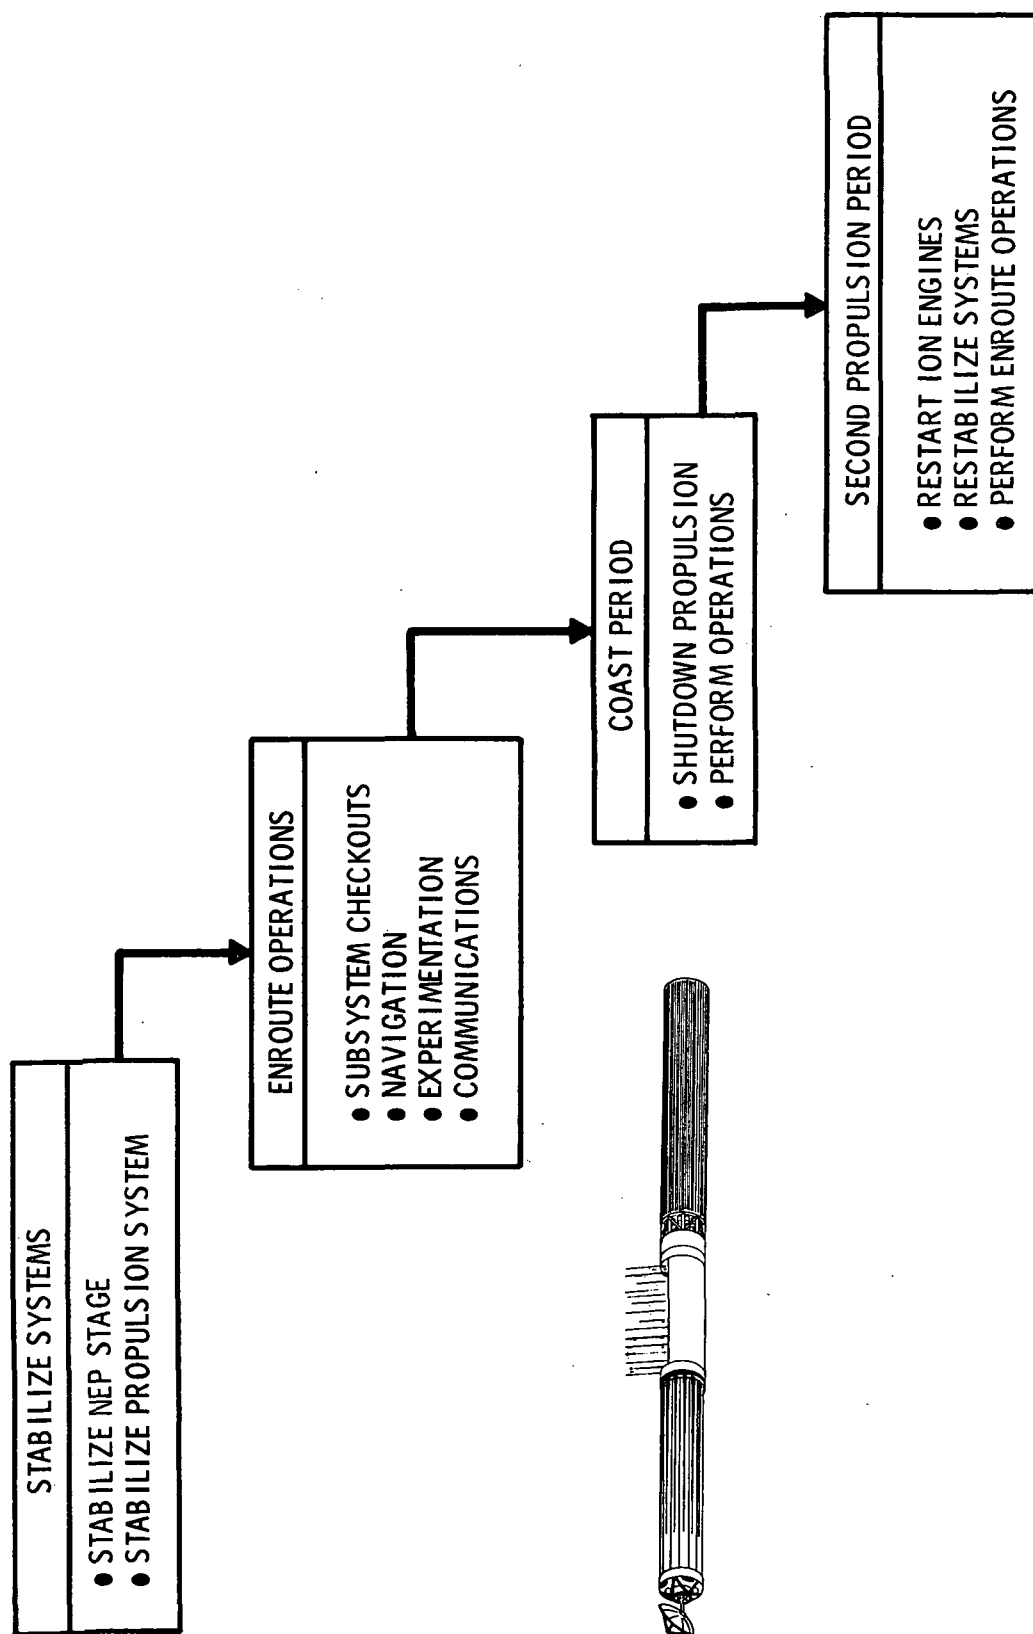 STABILIZE SYSTEMS
● STABILIZE NEP STAGE
● STABILIZE PROPULSION SYSTEM
ENROUTE OPERATIONS
● SUBSYSTEM CHECKOUTS
● NAVIGATION
● EXPERIMENTATION
● COMMUNICATIONS
COAST PERIOD
● SHUTDOWN PROPULSION
● PERFORM OPERATIONS
SECOND PROPULSION PERIOD
● RESTART ION ENGINES
● RESTABILIZE SYSTEMS
● PERFORM ENROUTE OPERATIONS